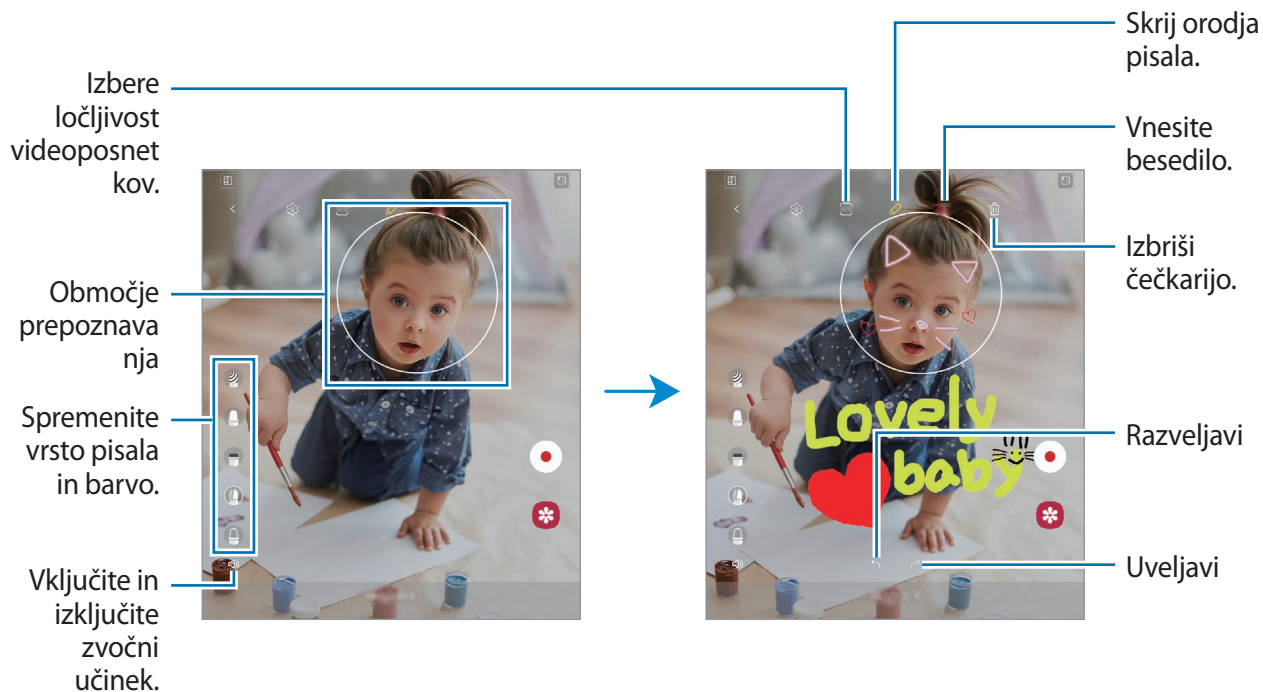 Izbere
ločljivost
videoposnet
kov.
Območje
prepoznava
nja
Spremenite
vrsto pisala
in barvo.
Vključite in
izključite
zvočni
učinek.
Skrij orodja
pisala.
Vnesite
besedilo.
Izbriši
čečkarijo.
Razveljavi
Uveljavi
Lovely
baby